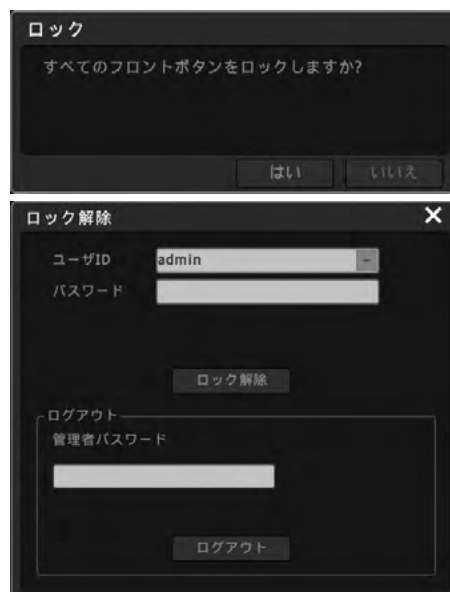 ロック
すべてのフロントボタンをロックしますか?
はい
いいえ
ロック解除
ユーザID
admin
パスワード
ロック解除
ログアウト
管理者パスワード
ログアウト